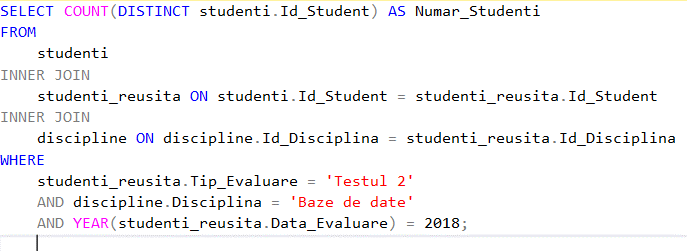 SELECT COUNT(DISTINCT studenti.Id_Student) AS Numar_Studenti
FROM
studenti
INNER JOIN
studenti_reusita ON studenti.Id_Student = studenti_reusita.Id_Student
INNER JOIN
discipline ON discipline.Id_Disciplina = studenti_reusita.Id_Disciplina
WHERE
studenti_reusita.Tip_Evaluare = 'Testul 2'
AND discipline.Disciplina = 'Baze de date'
AND YEAR(studenti_reusita.Data_Evaluare) = 2018;